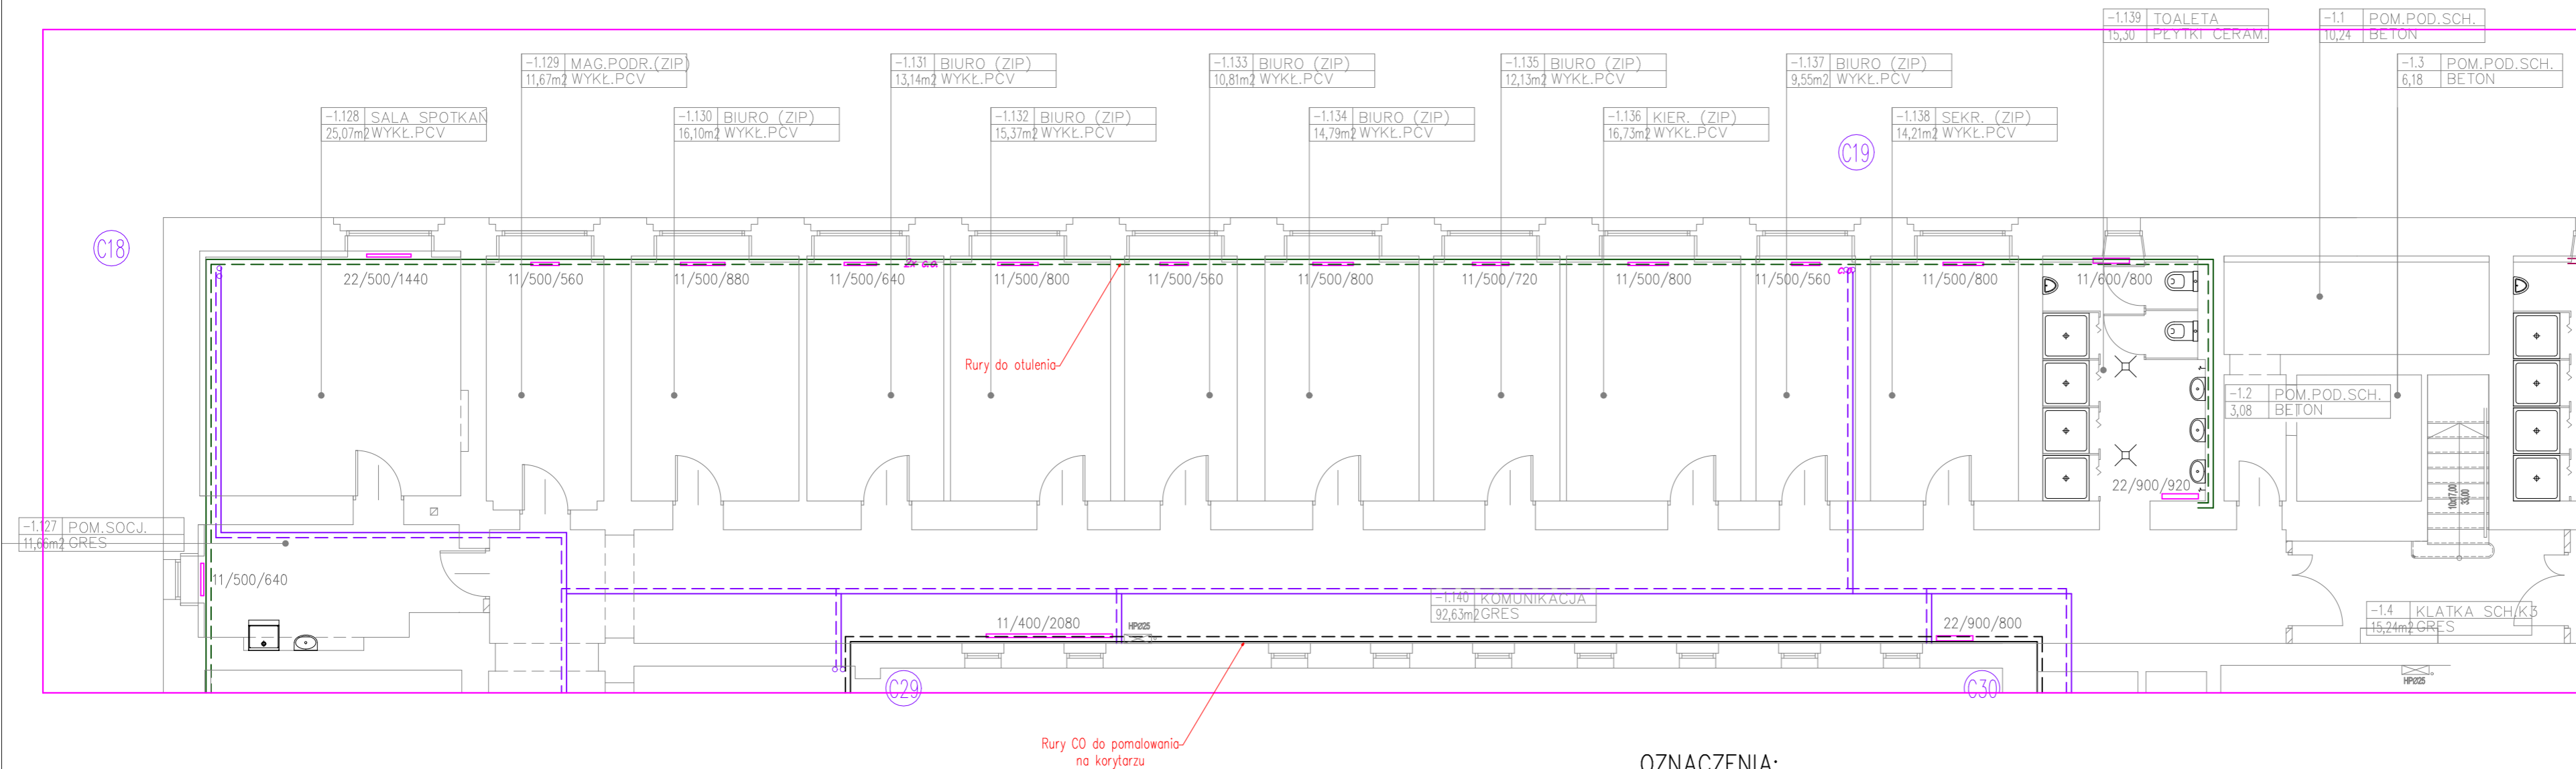 -1.139 TOALETA
15,30 PŁYTKI CERAM.
-1.1 POM.POD.SCH.
10,24 BETON
-1.129 MAG.PODR.(ZIP)
11,67m2 WYKŁ.PCV
-1.131 BIURO (ZIP)
13,14m2 WYKŁ.PCV
-1.133 BIURO (ZIP)
10,81m2 WYKŁ.PCV
-1.135 BIURO (ZIP)
12,13m2 WYKŁ.PCV
-1.137 BIURO (ZIP)
9,55m2 WYKŁ.PCV
-1.3 POM.POD.SCH.
6,18 BETON
-1.128 SALA SPOTKAŃ
25,07m2 WYKŁ.PCV
-1.130 BIURO (ZIP)
16,10m2 WYKŁ.PCV
-1.132 BIURO (ZIP)
15,37m2 WYKŁ.PCV
-1.134 BIURO (ZIP)
14,79m2 WYKŁ.PCV
-1.136 KIER. (ZIP)
16,73m2 WYKŁ.PCV
-1.138 SEKR. (ZIP)
14,21m2 WYKŁ.PCV
C19
C18
2x c.o.
c.o.
22/500/1440
11/500/560
11/500/880
11/500/640
11/500/800
11/500/560
11/500/800
11/500/720
11/500/800
11/500/560
11/500/800
11/600/800
Rury do otulenia
-1.2 POM.POD.SCH.
3,08 BETON
22/900/920
10x17,00
33,00
-1.127 POM.SOCJ.
11,66m2 GRES
11/500/640
-1.140 KOMUNIKACJA
92,63m2 GRES
11/400/2080
HPØ25
22/900/800
-1.4 KLATKA SCH.K3
15,24m2 GRES
HPØ25
C29
C30
Rury CO do pomalowania
na korytarzu
OZNACZENIA: